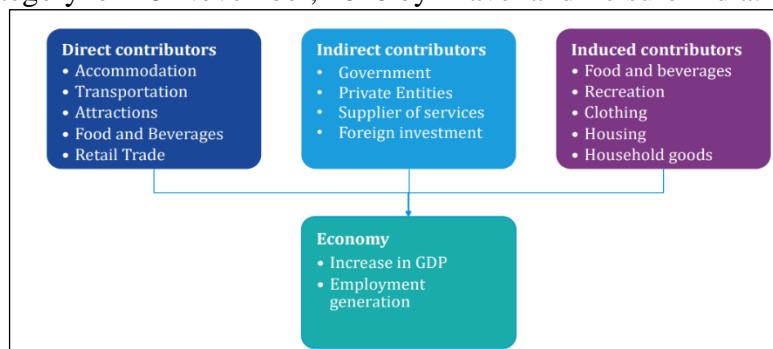 Direct contributors
• Accommodation
• Transportation
• Attractions
• Food and Beverages
• Retail Trade
Indirect contributors
• Government
• Private Entities
• Supplier of services
• Foreign investment
Induced contributors
• Food and beverages
• Recreation
• Clothing
• Housing
• Household goods
Economy
• Increase in GDP
• Employment
generation